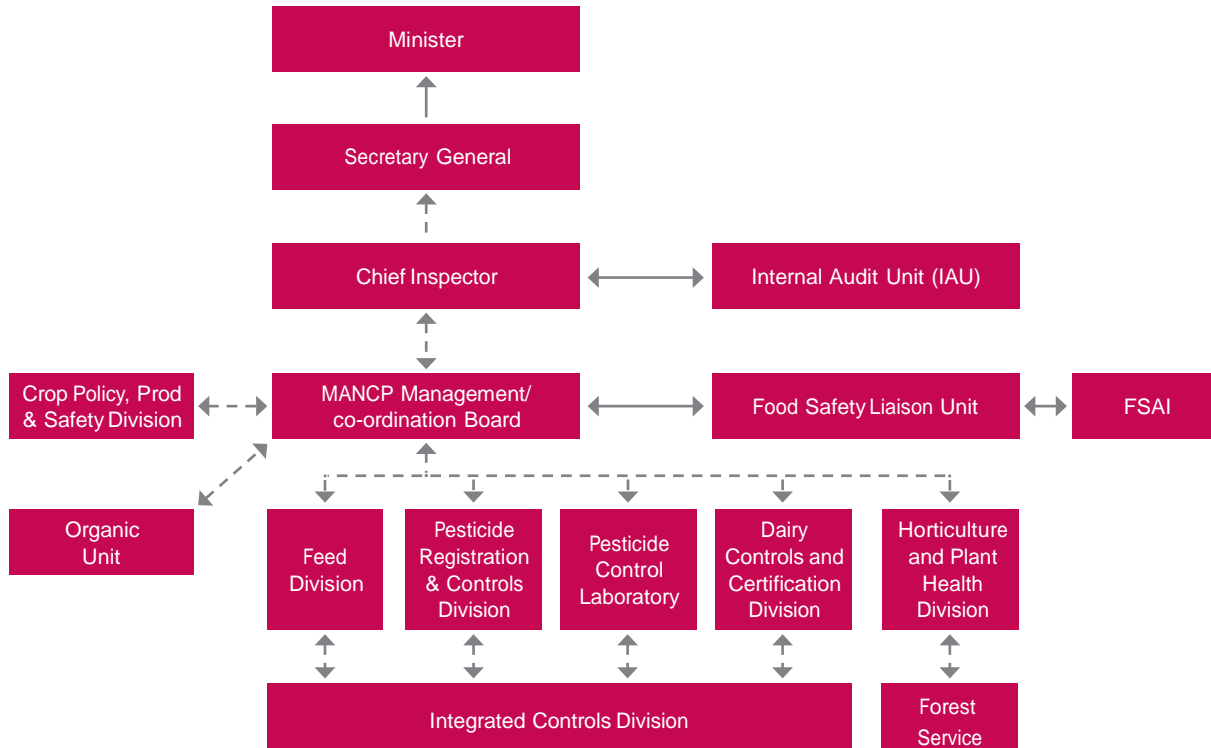 Minister
Secretary General
Chief Inspector
Internal Audit Unit (IAU)
Crop Policy, Prod
& Safety Division
MANCP Management/
co-ordination Board
Food Safety Liaison Unit
FSAI
Organic
Unit
Feed
Division
Pesticide
Registration
& Controls
Division
Pesticide
Control
Laboratory
Dairy
Controls and
Certification
Division
Horticulture
and Plant
Health
Division
Integrated Controls Division
Forest
Service